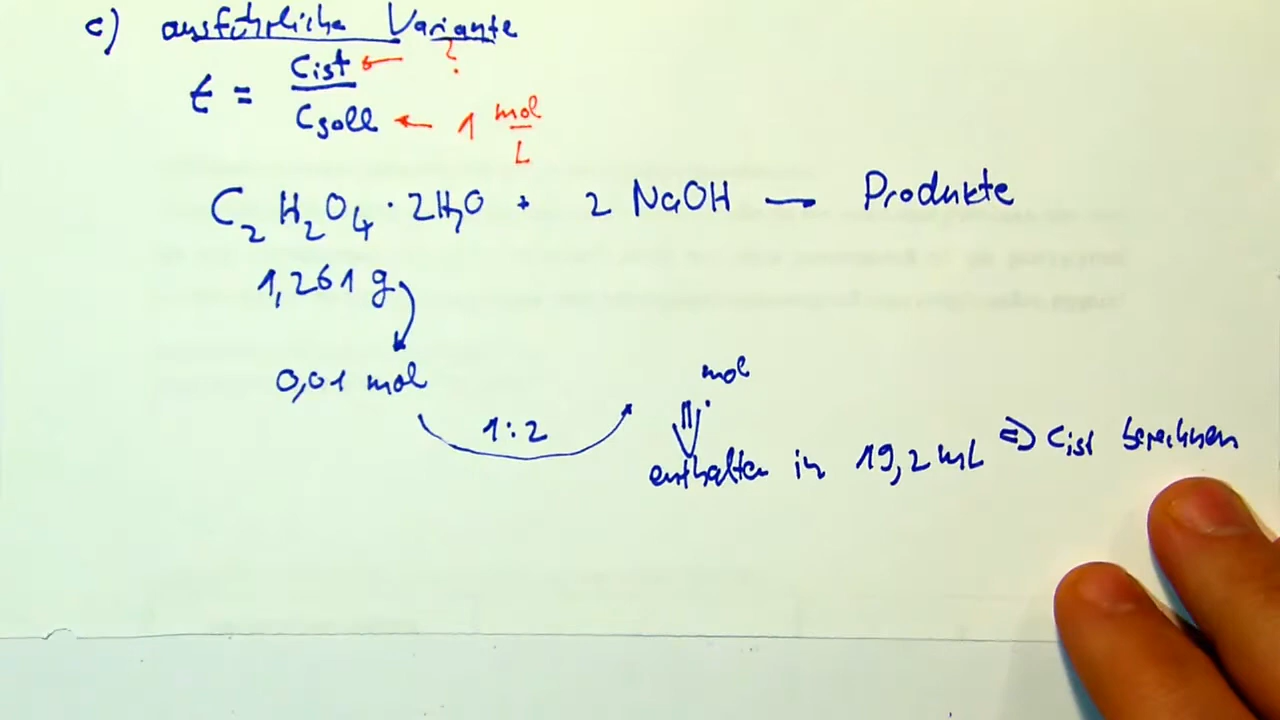 c) ausführliche Variante
t = Cist / Csoll ← ? ← 1 mol/L
C₂H₂O₄·2H₂O + 2 NaOH — Produkte
1,261 g
0,01 mol
mol
1:2
enthalten in 19,2 mL ⇒ Cist berechnen